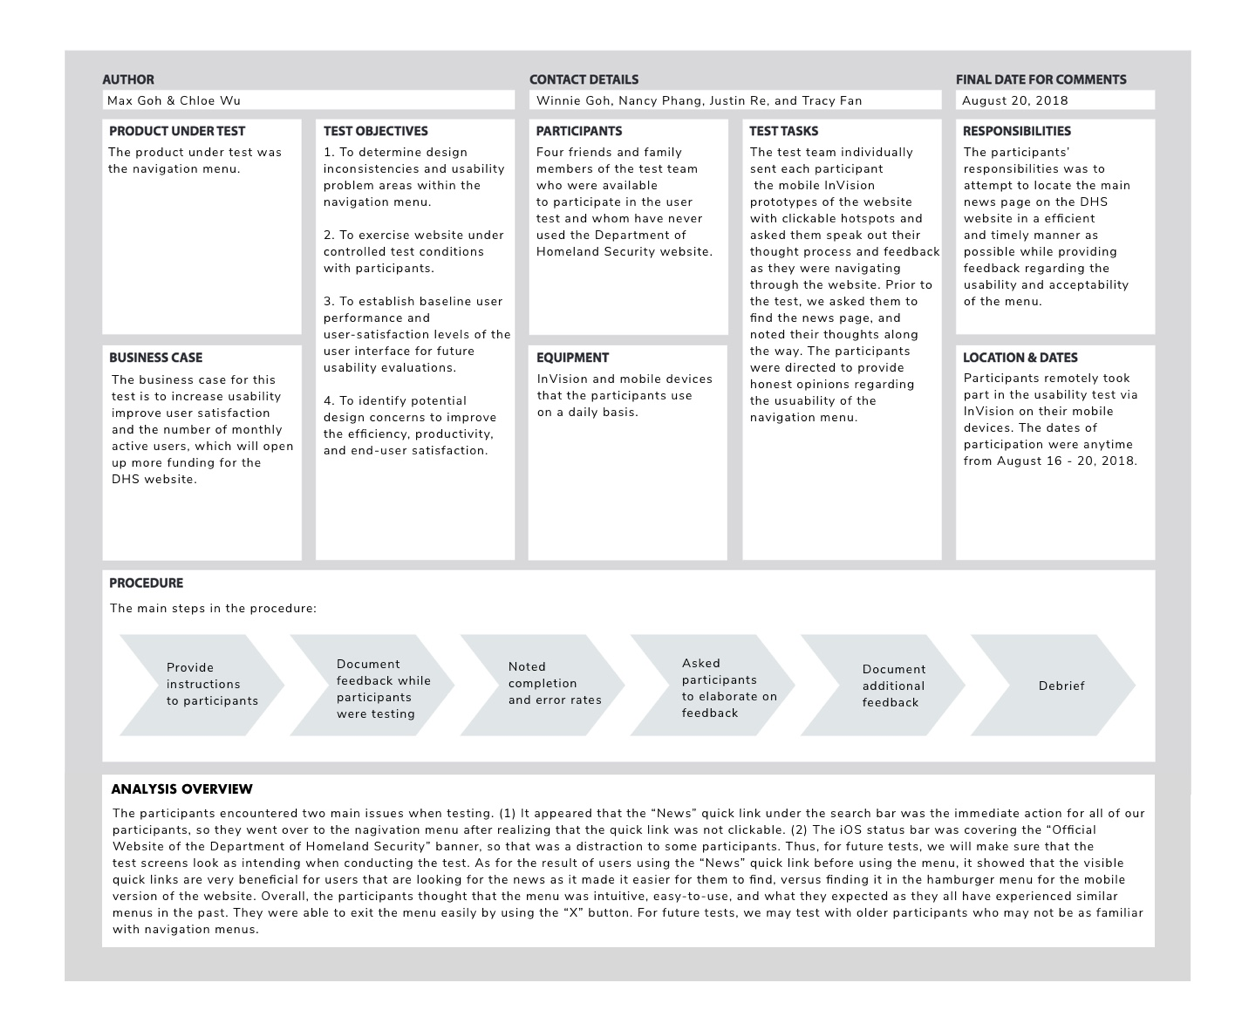 AUTHOR
Max Goh & Chloe Wu
CONTACT DETAILS
Winnie Goh, Nancy Phang, Justin Re, and Tracy Fan
FINAL DATE FOR COMMENTS
August 20, 2018
PRODUCT UNDER TEST
The product under test was
the navigation menu.
BUSINESS CASE
The business case for this
test is to increase usability
improve user satisfaction
and the number of monthly
active users, which will open
up more funding for the
DHS website.
TEST OBJECTIVES
1. To determine design
inconsistencies and usability
problem areas within the
navigation menu.
2. To exercise website under
controlled test conditions
with participants.
3. To establish baseline user
performance and
user-satisfaction levels of the
user interface for future
usability evaluations.
4. To identify potential
design concerns to improve
the efficiency, productivity,
and end-user satisfaction.
PARTICIPANTS
Four friends and family
members of the test team
who were available
to participate in the user
test and whom have never
used the Department of
Homeland Security website.
EQUIPMENT
InVision and mobile devices
that the participants use
on a daily basis.
TEST TASKS
The test team individually
sent each participant
the mobile InVision
prototypes of the website
with clickable hotspots and
asked them speak out their
thought process and feedback
as they were navigating
through the website. Prior to
the test, we asked them to
find the news page, and
noted their thoughts along
the way. The participants
were directed to provide
honest opinions regarding
the usuability of the
navigation menu.
RESPONSIBILITIES
The participants'
responsibilities was to
attempt to locate the main
news page on the DHS
website in a efficient
and timely manner as
possible while providing
feedback regarding the
usability and acceptability
of the menu.
LOCATION & DATES
Participants remotely took
part in the usability test via
InVision on their mobile
devices. The dates of
participation were anytime
from August 16 - 20, 2018.
PROCEDURE
The main steps in the procedure:
Provide
instructions
to participants
Document
feedback while
participants
were testing
Noted
completion
and error rates
Asked
participants
to elaborate on
feedback
Document
additional
feedback
Debrief
ANALYSIS OVERVIEW
The participants encountered two main issues when testing. (1) It appeared that the “News” quick link under the search bar was the immediate action for all of our
participants, so they went over to the nagivation menu after realizing that the quick link was not clickable. (2) The iOS status bar was covering the “Official
Website of the Department of Homeland Security” banner, so that was a distraction to some participants. Thus, for future tests, we will make sure that the
test screens look as intending when conducting the test. As for the result of users using the “News” quick link before using the menu, it showed that the visible
quick links are very beneficial for users that are looking for the news as it made it easier for them to find, versus finding it in the hamburger menu for the mobile
version of the website. Overall, the participants thought that the menu was intuitive, easy-to-use, and what they expected as they all have experienced similar
menus in the past. They were able to exit the menu easily by using the “X” button. For future tests, we may test with older participants who may not be as familiar
with navigation menus.